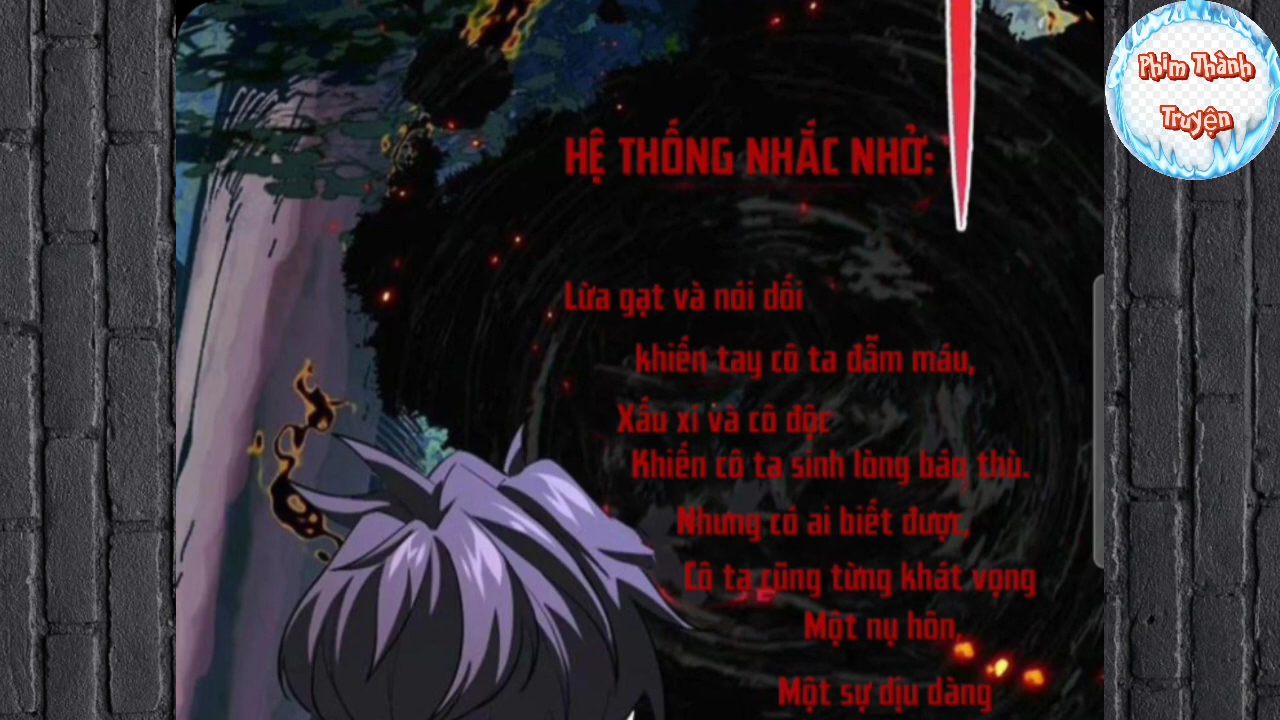 Phim Thành
Truyện
HỆ THỐNG NHẮC NHỞ:
Lừa gạt và nói dối
khiến tay cô ta đẫm máu,
Xấu xí và cô độc
Khiến cô ta sinh lòng báo thù.
Nhưng có ai biết được,
Cô ta cũng từng khát vọng
Một nụ hôn,
Một sự dịu dàng